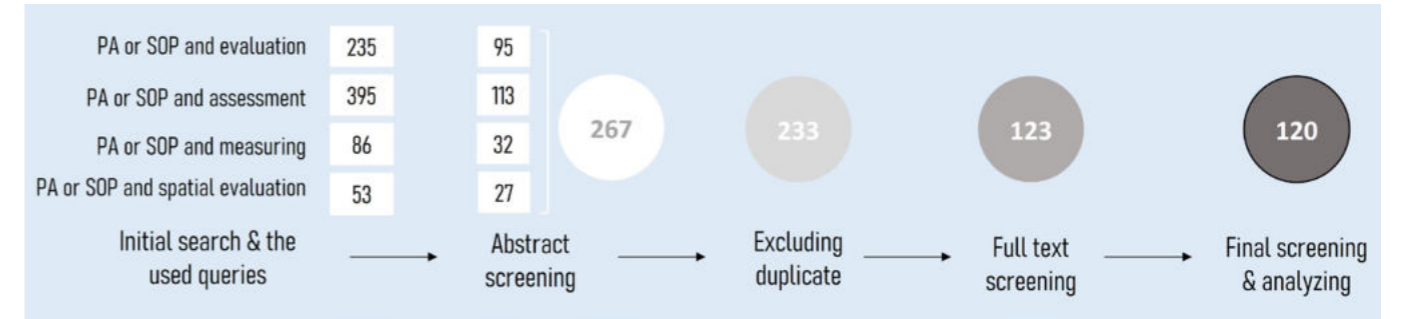 PA or SOP and evaluation 235 95
PA or SOP and assessment 395 113
PA or SOP and measuring 86 32
PA or SOP and spatial evaluation 53 27
267
233
123
120
Initial search & the
used queries
Abstract
screening
Excluding
duplicate
Full text
screening
Final screening
& analyzing